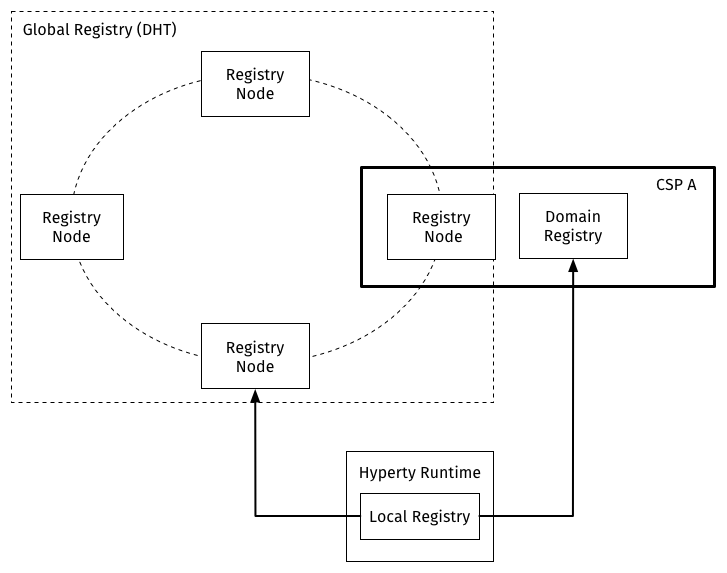 Global Registry (DHT)
Registry
Node
CSP A
Registry
Node
Registry
Node
Domain
Registry
Registry
Node
Hyperty Runtime
Local Registry